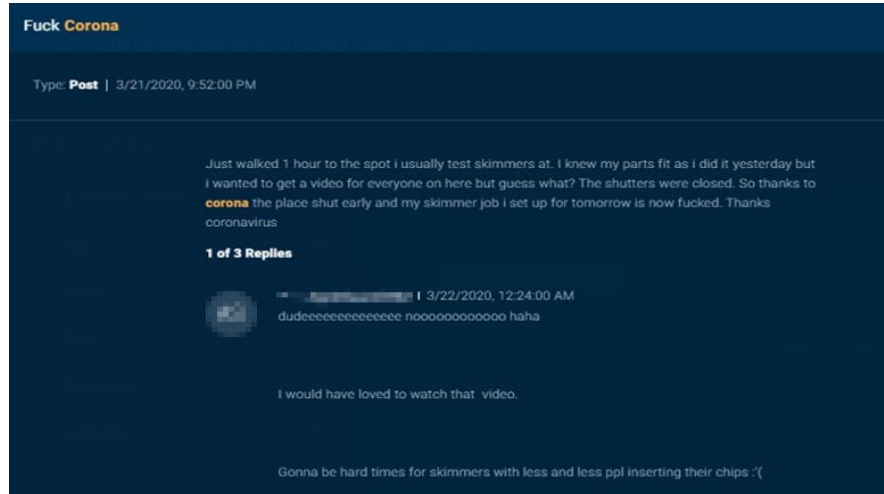 Fuck Corona
Type: Post | 3/21/2020, 9:52:00 PM
Just walked 1 hour to the spot i usually test skimmers at. I knew my parts fit as i did it yesterday but
i wanted to get a video for everyone on here but guess what? The shutters were closed. So thanks to
corona the place shut early and my skimmer job i set up for tomorrow is now fucked. Thanks
coronavirus
1 of 3 Replies
| 3/22/2020, 12:24:00 AM
dudeeeeeeeeeeeeee noooooooooooo haha
I would have loved to watch that video.
Gonna be hard times for skimmers with less and less ppl inserting their chips :'(